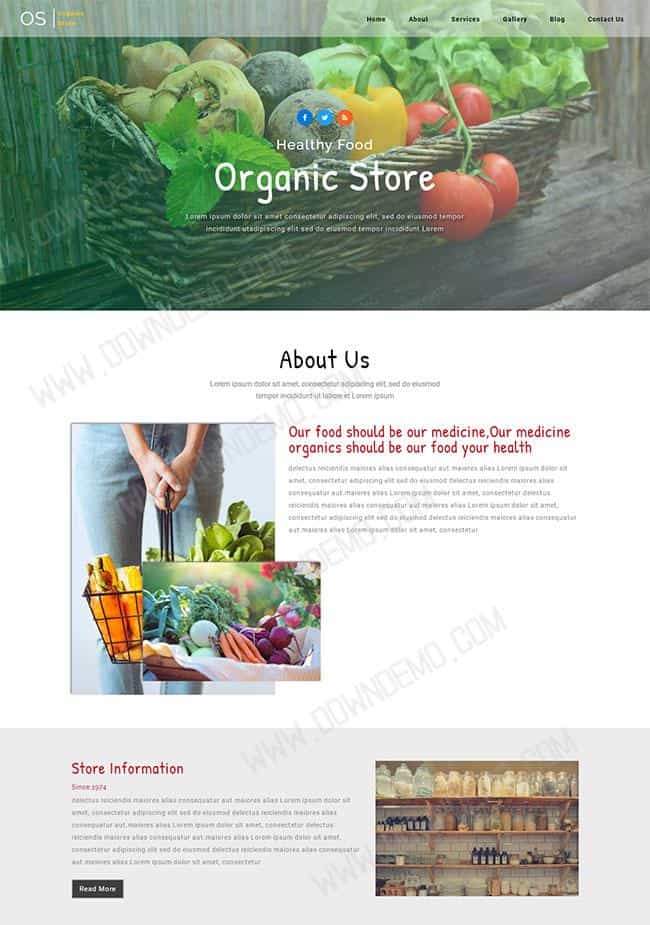 OS
Organic
Store
Home About Services Gallery Blog Contact Us
Healthy Food
Organic Store
Lorem ipsum dolor sit amet consectetur adipiscing elit, sed do eiusmod tempor
incididunt utadipiscing elit sed do eiusmod tempor incididunt Lorem
WWW.DOWNDEMO.COM
About Us
Lorem ipsum dolor sit amet, consectetur adipiscing elit, sed do eiusmod
tempor incididunt ut labore et Lorem ipsum
Our food should be our medicine,Our medicine
organics should be our food your health
delectus reiciendis maiores alias consequatur aut.maiores alias Lorem ipsum dolor sit
amet, consectetur adipiscing elit sed do eiusmod Delectus reiciendis maiores alias
consequatur aut.maiores alias Lorem ipsum dolor sit amet, consectetur delectus
reiciendis maiores alias consequatur aut.maiores alias Lorem ipsum dolor sit amet,
consectetur adipiscing elit sed do eiusmod Delectus reiciendis maiores alias consequatur
aut.maiores alias Lorem ipsum dolor sit amet, consectetur
WWW.DOWNDEMO.COM
Store Information
Since.1974
delectus reiciendis maiores alias consequatur aut.maiores alias Lorem ipsum dolor sit
amet, consectetur adipiscing elit sed do eiusmod Delectus reiciendis maiores alias
consequatur aut.maiores alias Lorem ipsum dolor sit amet, consectetur delectus
reiciendis maiores alias consequatur aut.maiores alias Lorem ipsum dolor sit amet,
consectetur adipiscing elit sed do eiusmod Delectus reiciendis maiores alias consequatur
aut.maiores alias Lorem ipsum dolor sit amet, consectetur
Read More